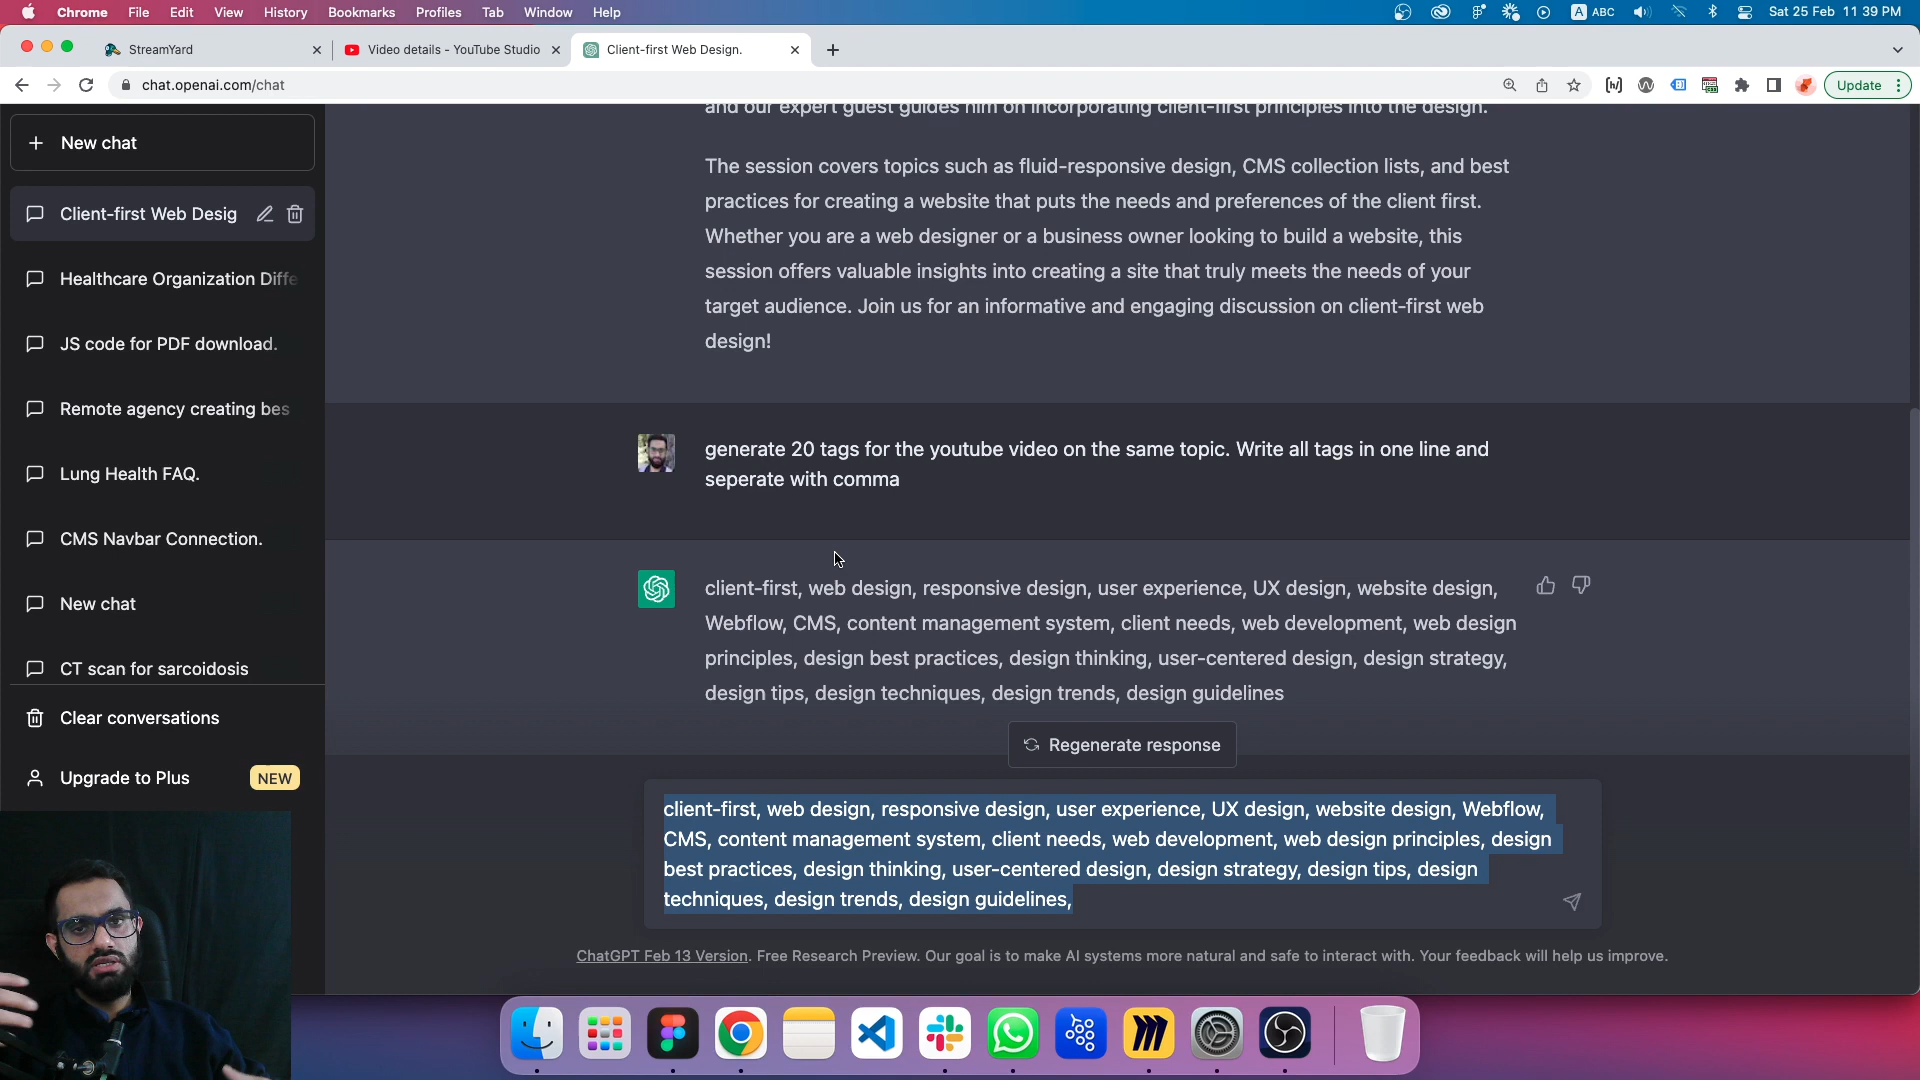 Chrome File Edit View History Bookmarks Profiles Tab Window Help
A ABC Sat 25 Feb 11 39 PM
StreamYard
Video details - YouTube Studio
Client-first Web Design.
chat.openai.com/chat
Update
New chat
Client-first Web Desig
Healthcare Organization Diffe
JS code for PDF download.
Remote agency creating bes
Lung Health FAQ.
CMS Navbar Connection.
New chat
CT scan for sarcoidosis
Clear conversations
Upgrade to Plus NEW
and our expert guest guides him on incorporating client-first principles into the design.
The session covers topics such as fluid-responsive design, CMS collection lists, and best
practices for creating a website that puts the needs and preferences of the client first.
Whether you are a web designer or a business owner looking to build a website, this
session offers valuable insights into creating a site that truly meets the needs of your
target audience. Join us for an informative and engaging discussion on client-first web
design!
generate 20 tags for the youtube video on the same topic. Write all tags in one line and
seperate with comma
client-first, web design, responsive design, user experience, UX design, website design,
Webflow, CMS, content management system, client needs, web development, web design
principles, design best practices, design thinking, user-centered design, design strategy,
design tips, design techniques, design trends, design guidelines
Regenerate response
client-first, web design, responsive design, user experience, UX design, website design, Webflow,
CMS, content management system, client needs, web development, web design principles, design
best practices, design thinking, user-centered design, design strategy, design tips, design
techniques, design trends, design guidelines,
ChatGPT Feb 13 Version. Free Research Preview. Our goal is to make AI systems more natural and safe to interact with. Your feedback will help us improve.